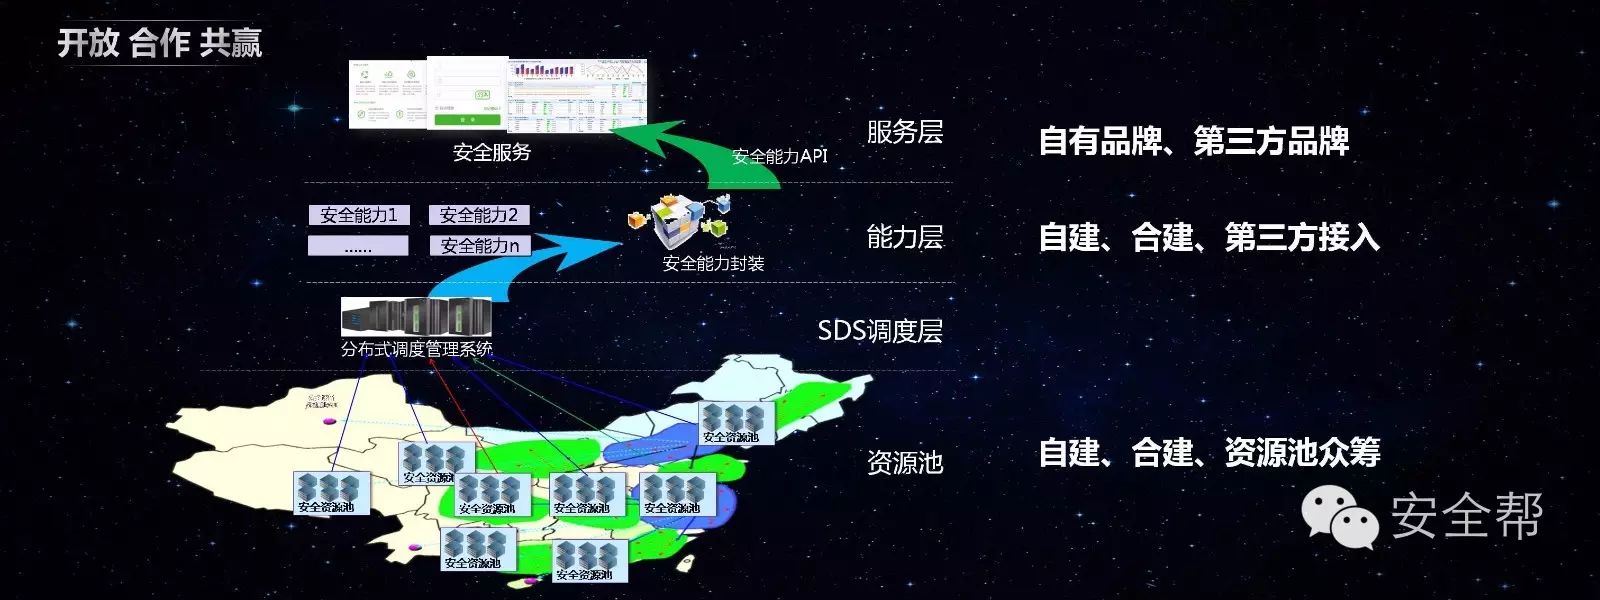 开放 合作 共赢
安全服务
安全能力API
服务层
自有品牌、第三方品牌
安全能力1
安全能力2
......
安全能力n
安全能力封装
能力层
自建、合建、第三方接入
分布式调度管理系统
SDS调度层
安全资源池
安全资源池
安全资源池
安全资源池
安全资源池
安全资源池
安全资源池
安全资源池
资源池
自建、合建、资源池众筹
安全帮